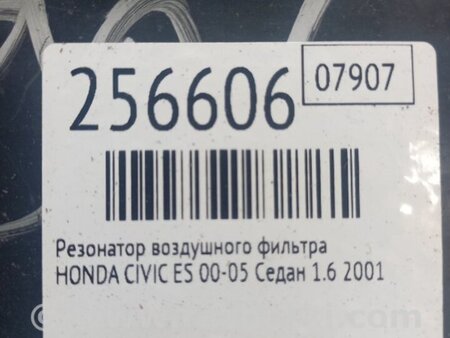 256606
07907
Резонатор воздушного фильтра
HONDA CIVIC ES 00-05 Седан 1.6 2001